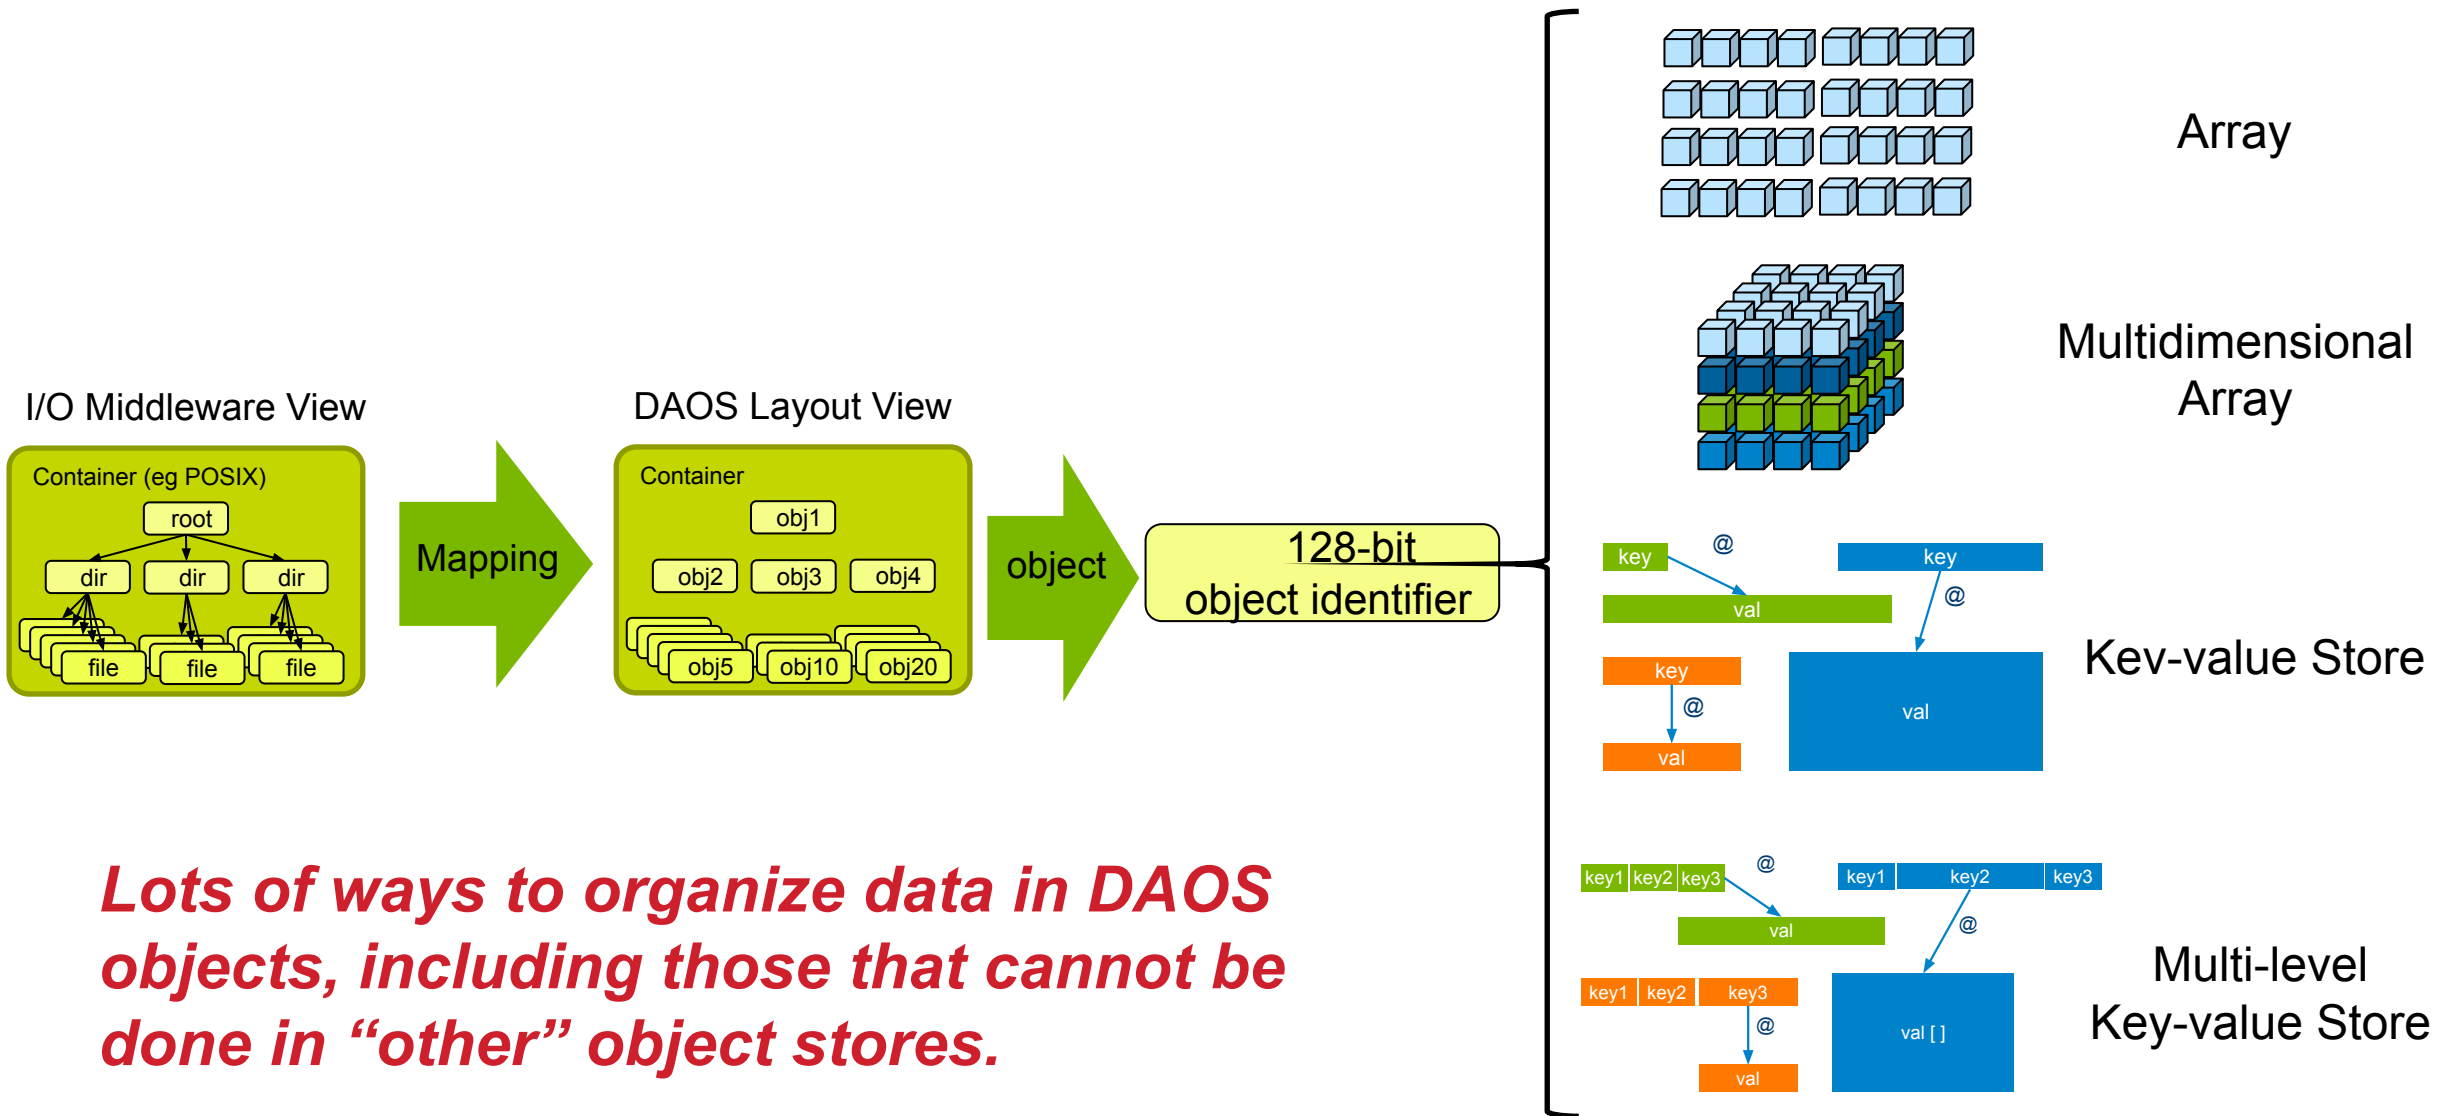 I/O Middleware View
Container (eg POSIX)
root
dir
dir
dir
file
file
file
Mapping
DAOS Layout View
Container
obj1
obj2
obj3
obj4
obj5
obj10
obj20
object
128-bit
object identifier
Array
Multidimensional
Array
key
@
val
key
@
val
key
@
val
Kev-value Store
key1 key2 key3
@
val
key1 key2 key3
@
val [ ]
key1 key2 key3
@
val
Multi-level
Key-value Store
Lots of ways to organize data in DAOS
objects, including those that cannot be
done in “other” object stores.